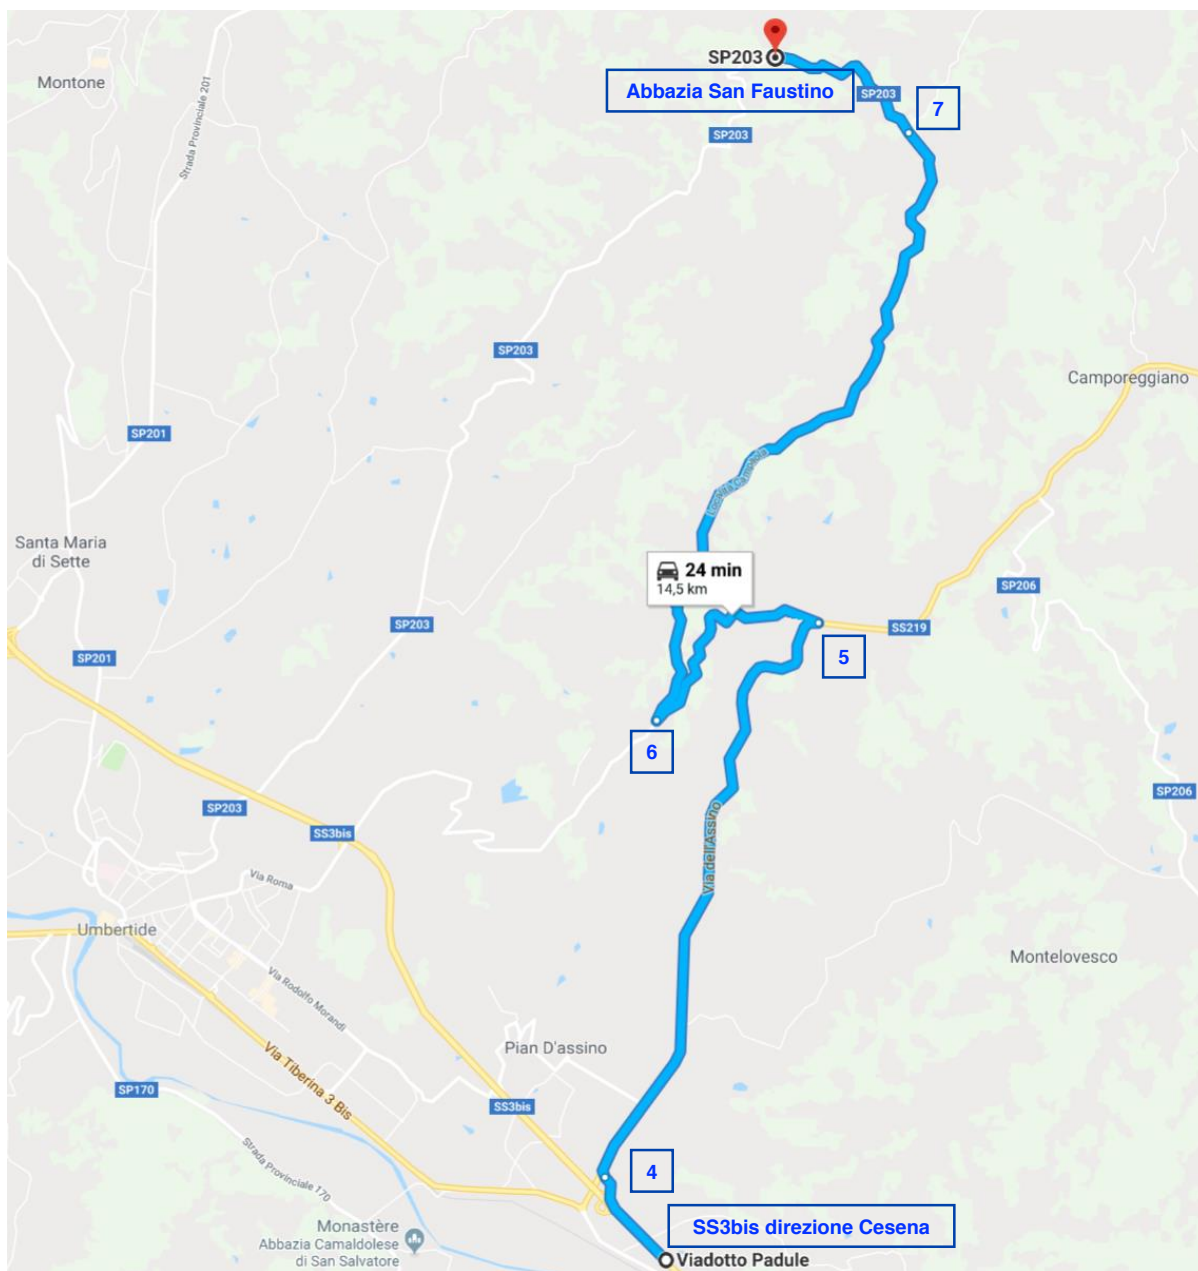 SP203
Montone
Abbazia San Faustino
SP203
7
Strada Provinciale 201
SP203
SP203
Camporeggiano
SP201
Santa Maria
di Sette
24 min
14,5 km
SP206
SP203
SS219
SP201
5
6
SP206
SP203
SS3bis
Via dell'Assino
Via Roma
Umbertide
Montelovesco
Via Rodolfo Morandi
Pian D'assino
Via Tiberina 3 Bis
SP170
SS3bis
Strada Provinciale 170
4
SS3bis direzione Cesena
Monastère
Abbazia Camaldolese
di San Salvatore
Viadotto Padule